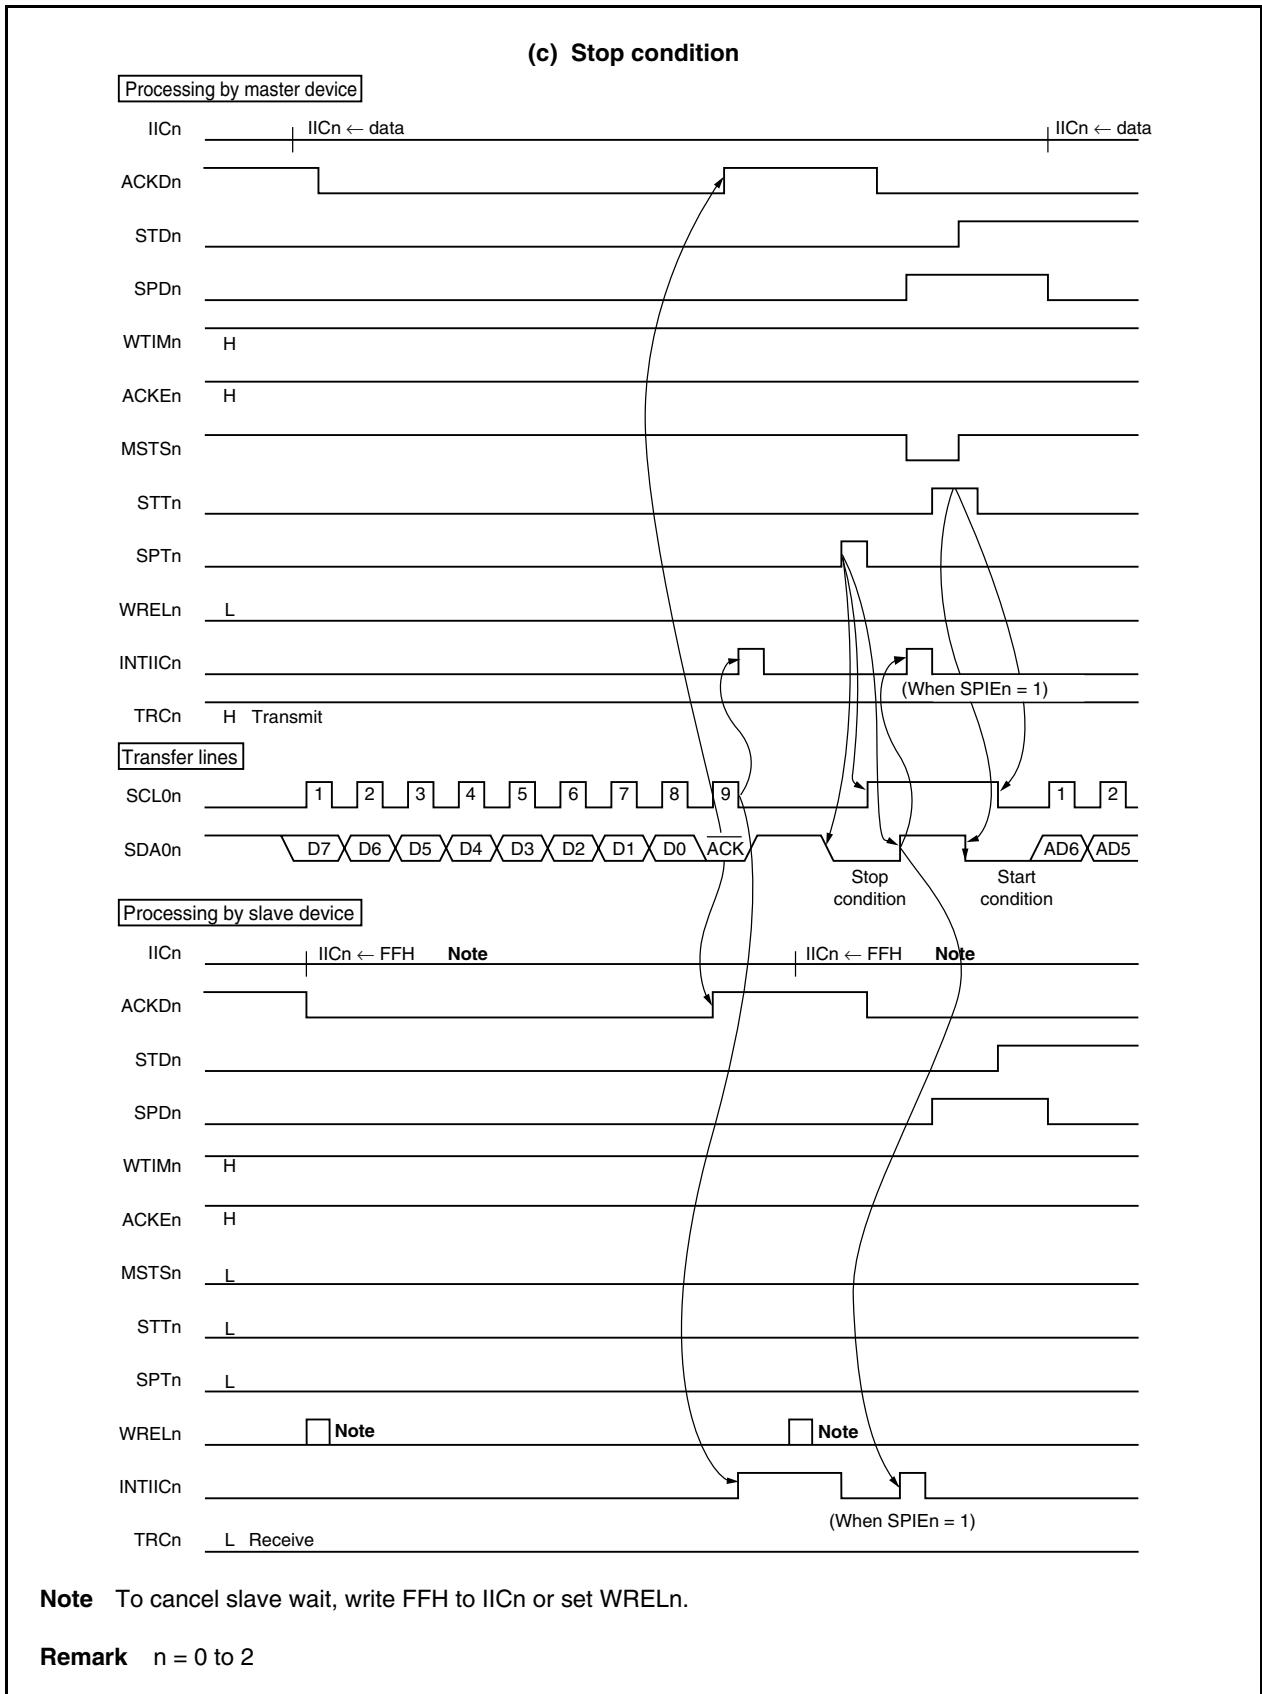 (c) Stop condition
Processing by master device
IICn IICn ← data IICn ← data
ACKDn
STDn
SPDn
WTIMn H
ACKEn H
MSTSn
STTn
SPTn
WRELn L
INTIICn
(When SPIEn = 1)
TRCn H Transmit
Transfer lines
SCL0n 1 2 3 4 5 6 7 8 9 1 2
SDA0n D7 D6 D5 D4 D3 D2 D1 D0 ACK AD6 AD5
Stop Start
condition condition
Processing by slave device
IICn IICn ← FFH Note IICn ← FFH Note
ACKDn
STDn
SPDn
WTIMn H
ACKEn H
MSTSn L
STTn L
SPTn L
WRELn Note Note
INTIICn
(When SPIEn = 1)
TRCn L Receive
Note To cancel slave wait, write FFH to IICn or set WRELn.
Remark n = 0 to 2